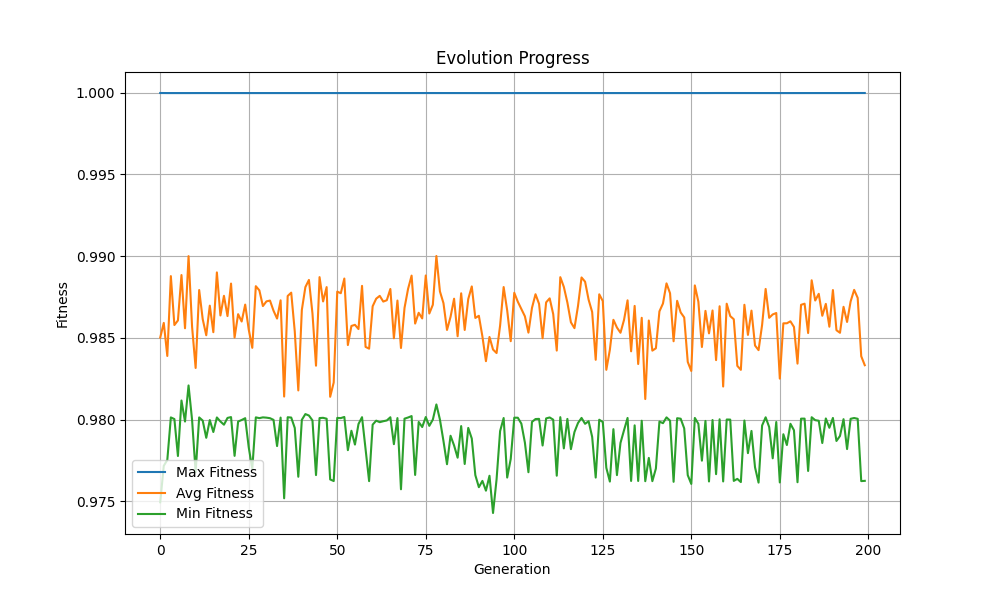 Evolution Progress
Fitness
1.000
0.995
0.990
0.985
0.980
0.975
Max Fitness
Avg Fitness
Min Fitness
0 25 50 75 100 125 150 175 200
Generation